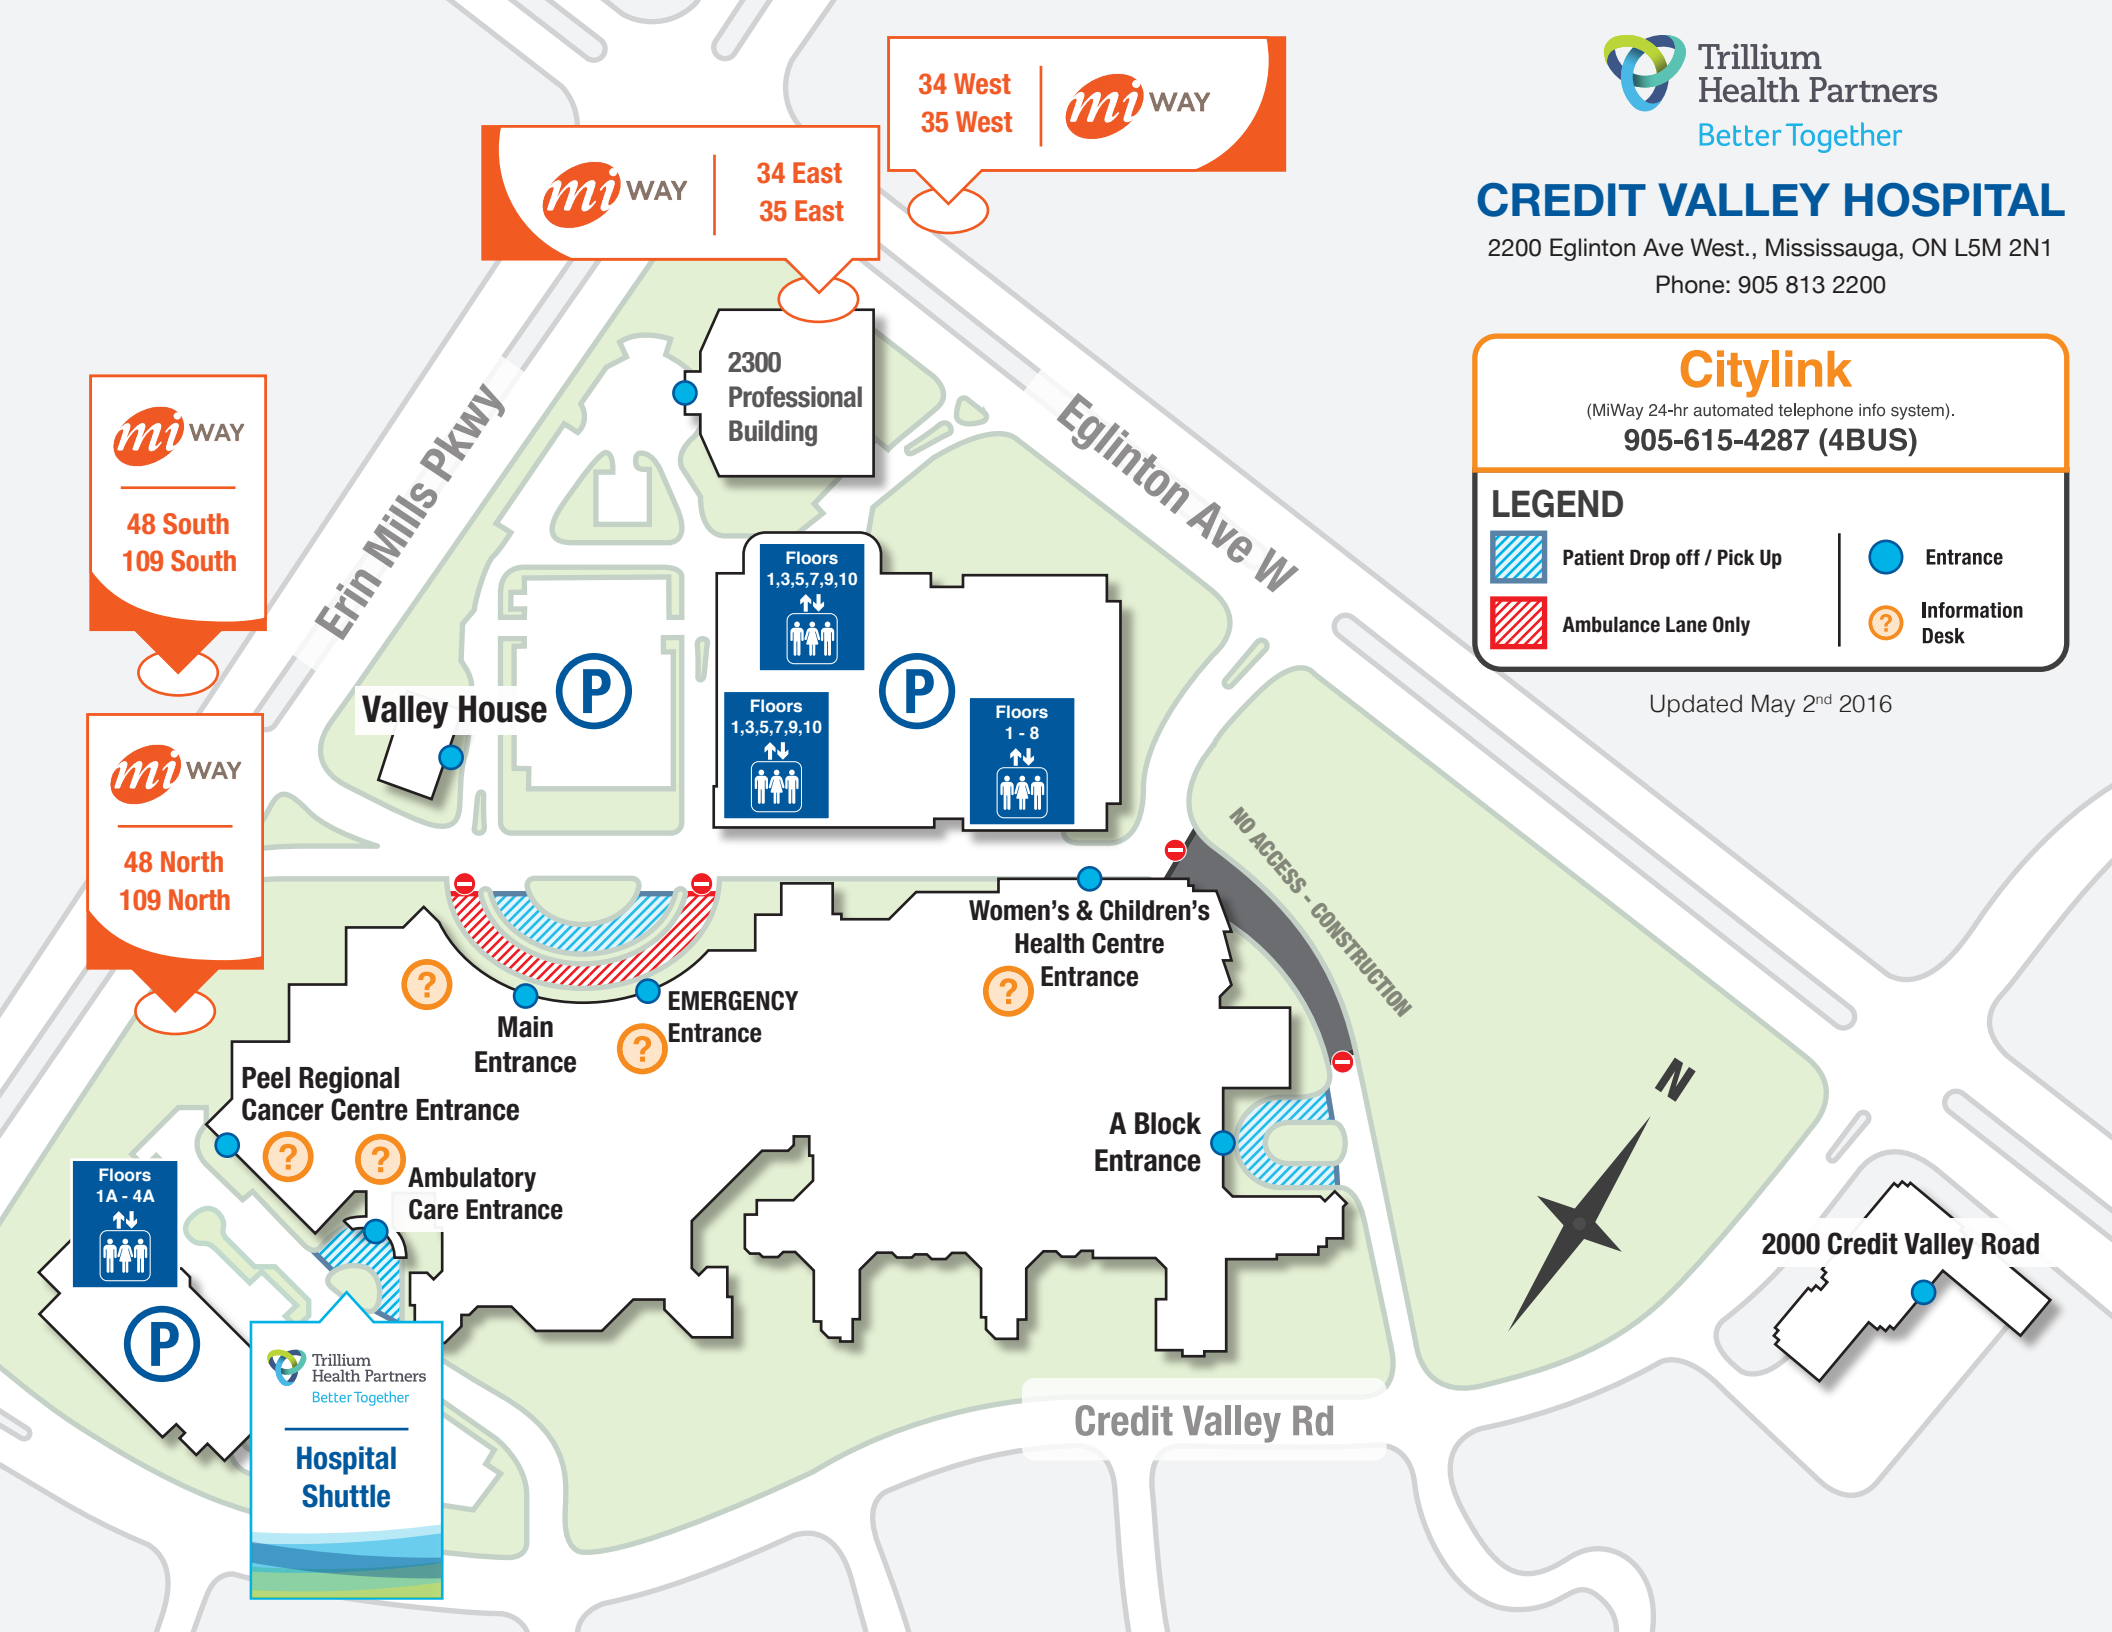 34 West
35 West
mi WAY
mi WAY
34 East
35 East
Trillium
Health Partners
Better Together
CREDIT VALLEY HOSPITAL
2200 Eglinton Ave West., Mississauga, ON L5M 2N1
Phone: 905 813 2200
Citylink
(MiWay 24-hr automated telephone info system).
905-615-4287 (4BUS)
LEGEND
Patient Drop off / Pick Up
Entrance
Ambulance Lane Only
?
Information
Desk
Updated May 2nd 2016
2300
Professional
Building
Erin Mills Pkwy
Eglinton Ave W
mi WAY
48 South
109 South
Floors
1,3,5,7,9,10
P
P
Floors
1,3,5,7,9,10
Floors
1 - 8
Valley House
mi WAY
48 North
109 North
NO ACCESS - CONSTRUCTION
Women's & Children's
Health Centre
Entrance
?
?
EMERGENCY
Entrance
?
Main
Entrance
Peel Regional
Cancer Centre Entrance
?
?
Ambulatory
Care Entrance
A Block
Entrance
N
Floors
1A - 4A
P
2000 Credit Valley Road
Trillium
Health Partners
Better Together
Hospital
Shuttle
Credit Valley Rd